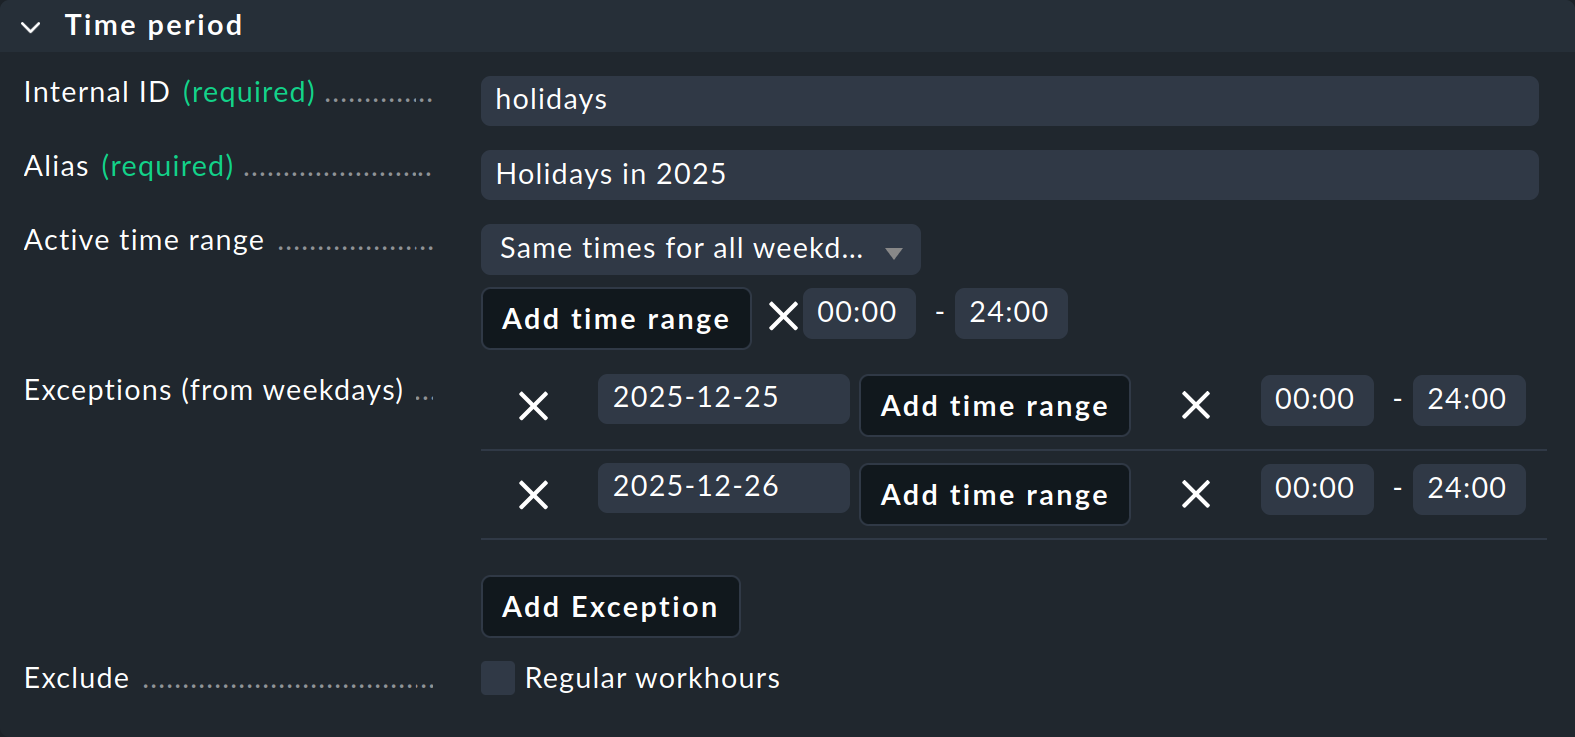 Time period
Internal ID (required) holidays
Alias (required) Holidays in 2025
Active time range Same times for all weekd...
Add time range 00:00 - 24:00
Exceptions (from weekdays) 2025-12-25 Add time range 00:00 - 24:00
2025-12-26 Add time range 00:00 - 24:00
Add Exception
Exclude Regular workhours